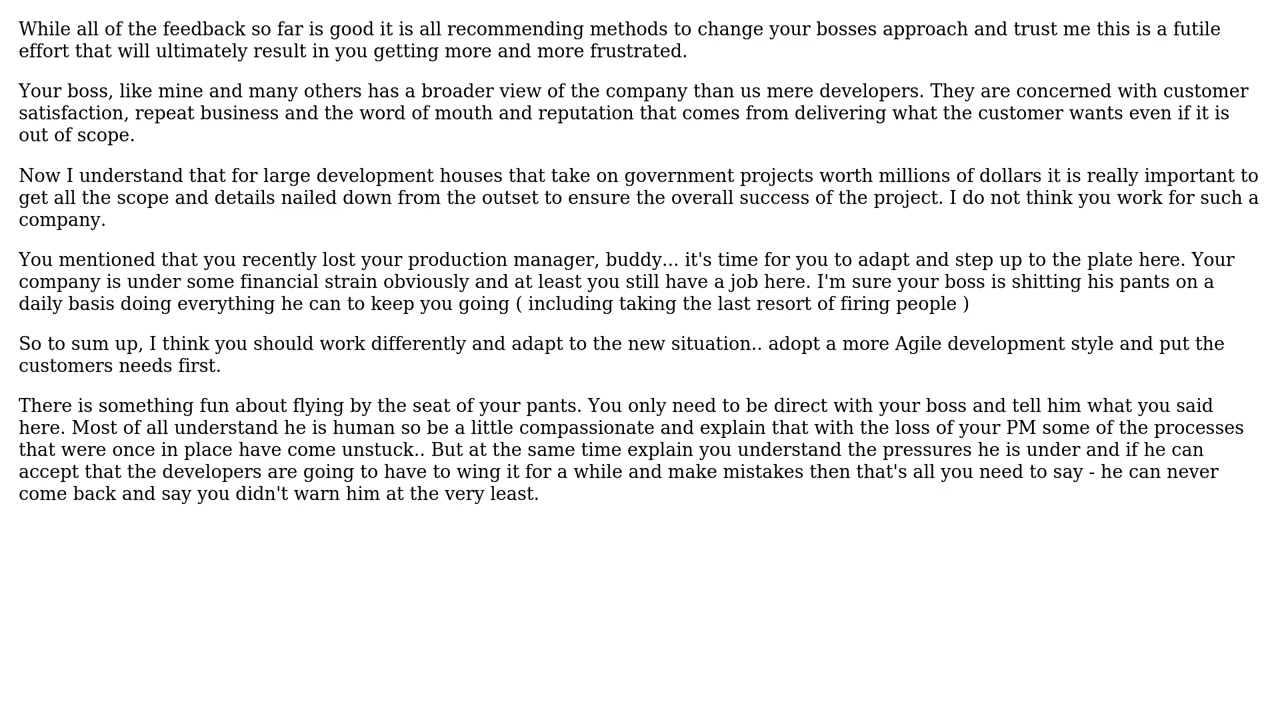 While all of the feedback so far is good it is all recommending methods to change your bosses approach and trust me this is a futile
effort that will ultimately result in you getting more and more frustrated.
Your boss, like mine and many others has a broader view of the company than us mere developers. They are concerned with customer
satisfaction, repeat business and the word of mouth and reputation that comes from delivering what the customer wants even if it is
out of scope.
Now I understand that for large development houses that take on government projects worth millions of dollars it is really important to
get all the scope and details nailed down from the outset to ensure the overall success of the project. I do not think you work for such a
company.
You mentioned that you recently lost your production manager, buddy... it's time for you to adapt and step up to the plate here. Your
company is under some financial strain obviously and at least you still have a job here. I'm sure your boss is shitting his pants on a
daily basis doing everything he can to keep you going ( including taking the last resort of firing people )
So to sum up, I think you should work differently and adapt to the new situation.. adopt a more Agile development style and put the
customers needs first.
There is something fun about flying by the seat of your pants. You only need to be direct with your boss and tell him what you said
here. Most of all understand he is human so be a little compassionate and explain that with the loss of your PM some of the processes
that were once in place have come unstuck.. But at the same time explain you understand the pressures he is under and if he can
accept that the developers are going to have to wing it for a while and make mistakes then that's all you need to say - he can never
come back and say you didn't warn him at the very least.